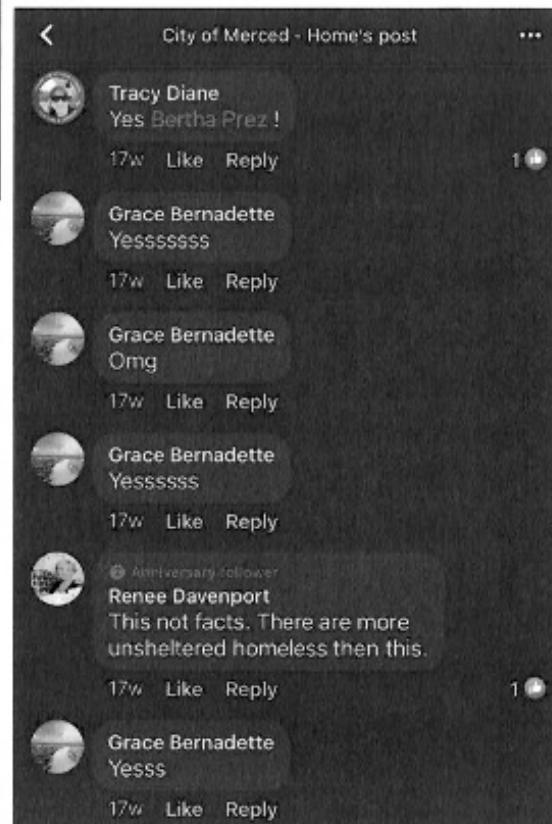 City of Merced - Home's post
Tracy Diane
Yes Bertha Prez !
17w Like Reply
1
Grace Bernadette
Yesssssss
17w Like Reply
Grace Bernadette
Omg
17w Like Reply
Grace Bernadette
Yessssss
17w Like Reply
Anniversary follower
Renee Davenport
This not facts. There are more
unsheltered homeless then this.
17w Like Reply
1
Grace Bernadette
Yesss
17w Like Reply